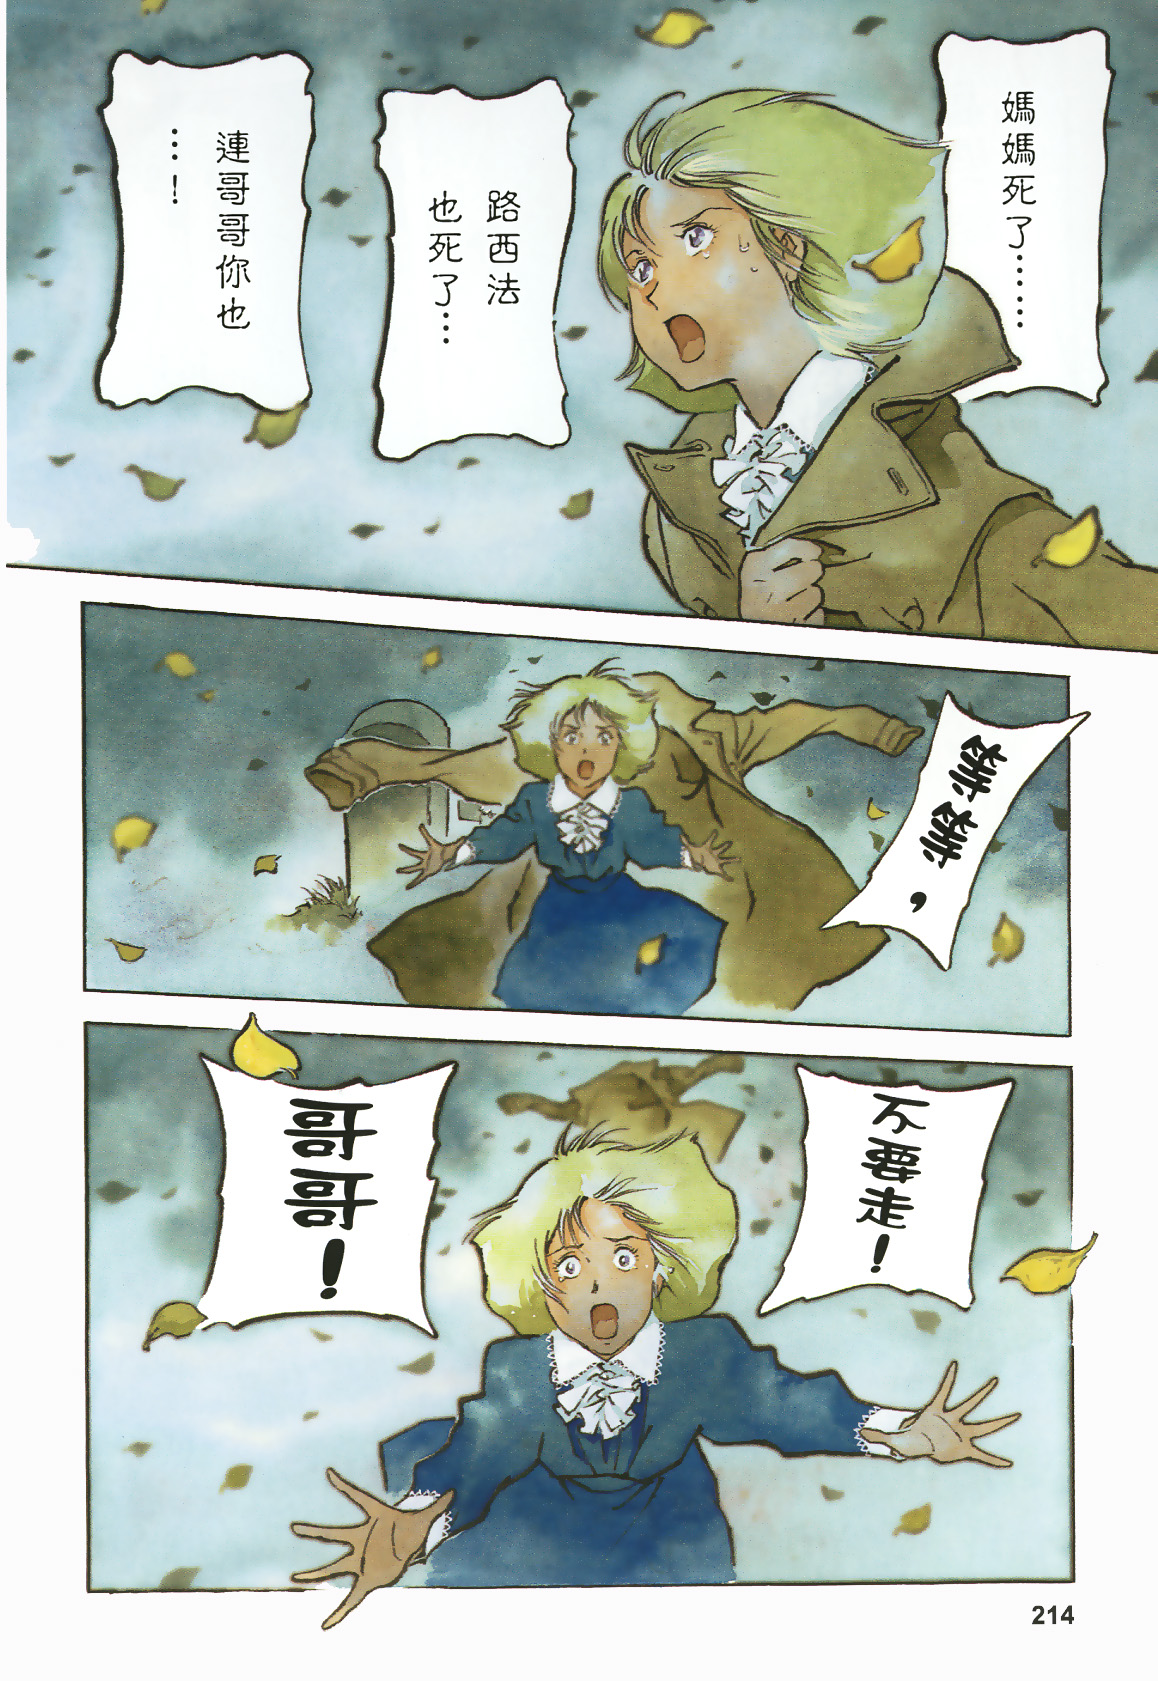 媽媽死了……
路西法
也死了…
連哥哥你也
…！
等等，
不要走！
哥哥！
214